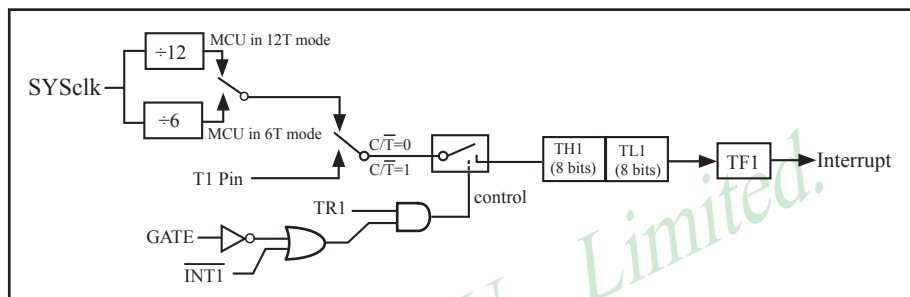 ÷12
MCU in 12T mode
SYSclk
÷6
MCU in 6T mode
C/T̅=0
C/T̅=1
T1 Pin
TH1
(8 bits)
TL1
(8 bits)
TF1
Interrupt
control
TR1
GATE
I̅N̅T̅1̅
Limited.